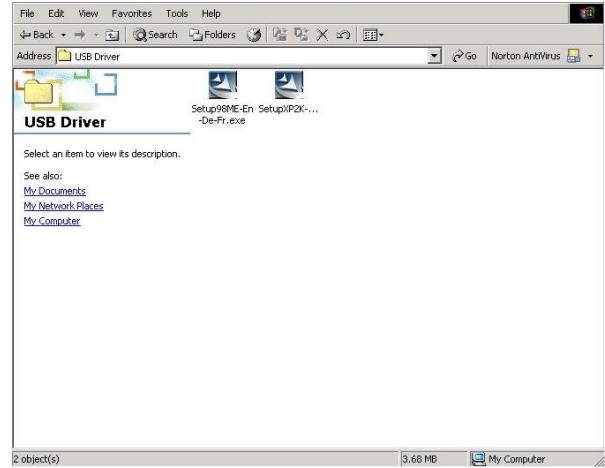 File Edit View Favorites Tools Help
Back Search Folders
Address USB Driver Go Norton AntiVirus
USB Driver
Setup98ME-En
-De-Fr.exe
SetupXP2K-...
Select an item to view its description.
See also:
My Documents
My Network Places
My Computer
2 object(s) 3.68 MB My Computer